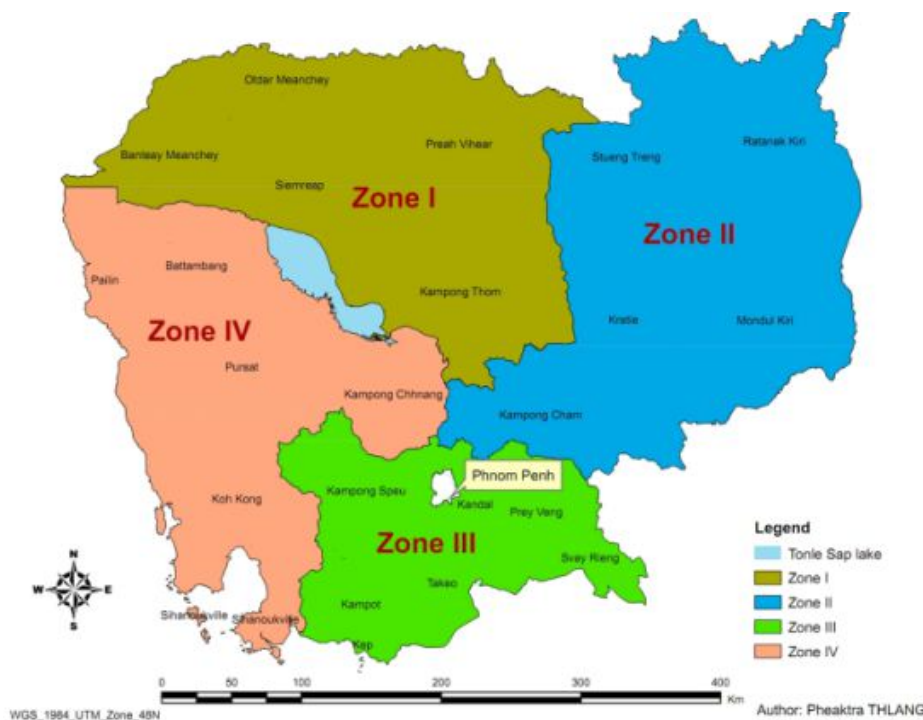 Otdar Meanchey
Preah Vihear
Banteay Meanchey
Ratanak Kiri
Stueng Treng
Siemreap
Zone I
Zone II
Battambang
Pailin
Kampong Thom
Kratie
Mondul Kiri
Zone IV
Pursat
Kampong Chhnang
Kampong Cham
Phnom Penh
Kampong Speu
Koh Kong
Kandal
Prey Veng
Zone III
Svay Rieng
Takeo
Kampot
Sihanoukville
Sihanoukville
Kep
N
W
E
S
Legend
Tonle Sap lake
Zone I
Zone II
Zone III
Zone IV
0
50
100
200
300
400
Km
WGS_1984_UTM_Zone_48N
Author: Pheaktra THLANG